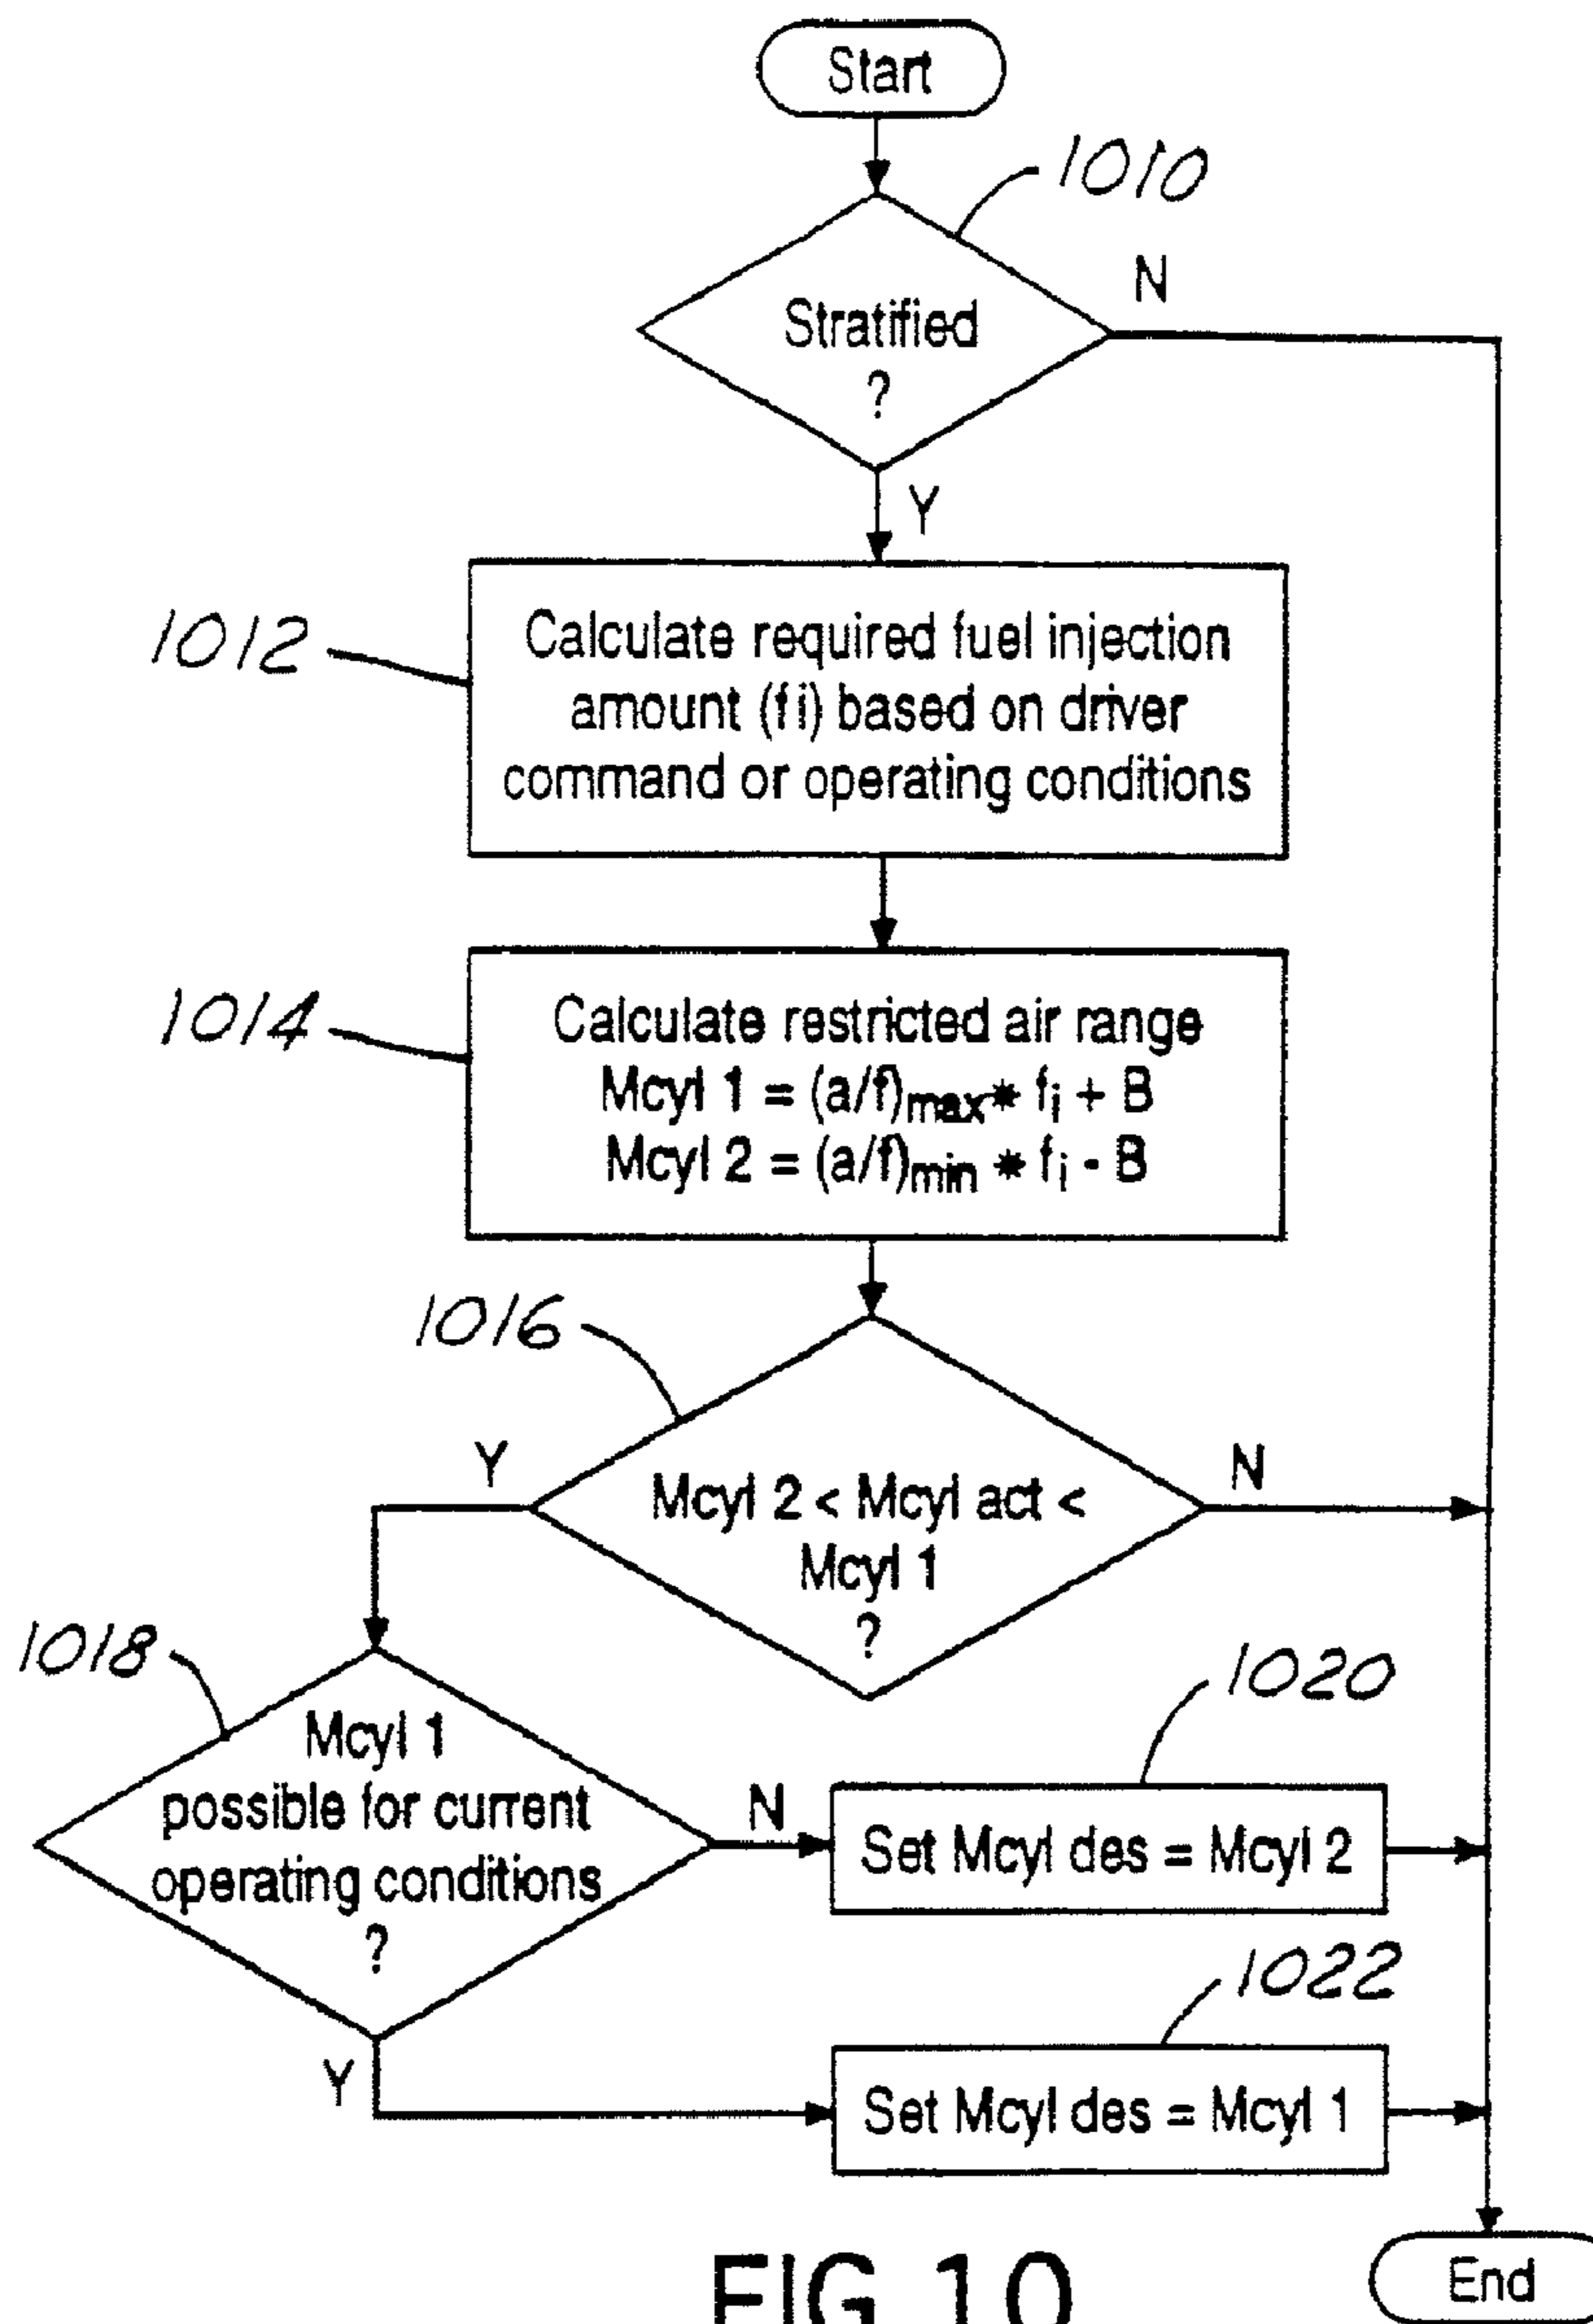 Start
1010
N
Stratified
?
Y
1012
Calculate required fuel injection
amount (fi) based on driver
command or operating conditions
1014
Calculate restricted air range
Mcyl 1 = (a/f)max* fi + B
Mcyl 2 = (a/f)min * fi - B
1016
Y
N
Mcyl 2 < Mcyl act <
Mcyl 1
?
1018
Mcyl 1
possible for current
operating conditions
?
N
1020
Set Mcyl des = Mcyl 2
Y
1022
Set Mcyl des = Mcyl 1
End
FIG.10